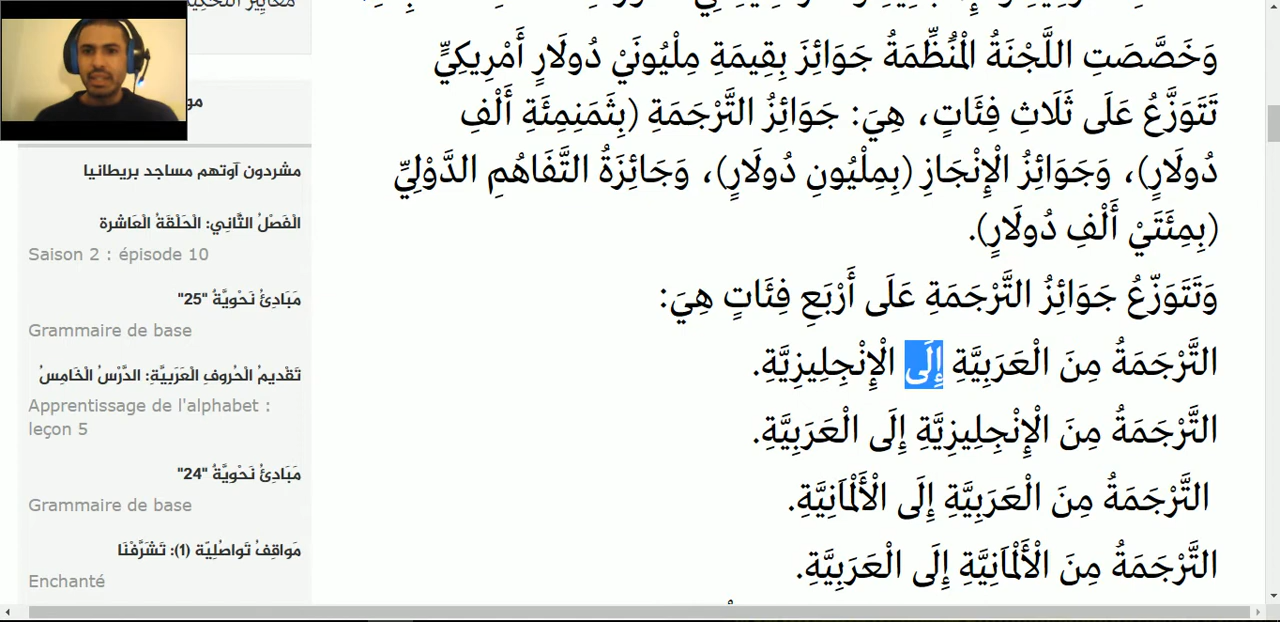 وَخَصَّصَتِ اللَّجْنَةُ الْمُنَظِّمَةُ جَوَائِزَ بِقِيمَةِ مِلْيُونَيْ دُولَارٍ أَمْرِيكِيٍّ
تَتَوَزَّعُ عَلَى ثَلَاثِ فِئَاتٍ، هِيَ: جَوَائِزُ التَّرْجَمَةِ (بِثَمَنِمِئَةِ أَلْفِ
دُولَارٍ)، وَجَوَائِزُ الْإِنْجَازِ (بِمِلْيُونِ دُولَارٍ)، وَجَائِزَةُ التَّفَاهُمِ الدَّوْلِيِّ
(بِمِئَتَيْ أَلْفِ دُولَارٍ).
وَتَتَوَزّعُ جَوَائِزُ التَّرْجَمَةِ عَلَى أَرْبَعِ فِئَاتٍ هِيَ:
التَّرْجَمَةُ مِنَ الْعَرَبِيَّةِ إِلَى الْإِنْجِلِيزِيَّةِ.
التَّرْجَمَةُ مِنَ الْإِنْجِلِيزِيَّةِ إِلَى الْعَرَبِيَّةِ.
التَّرْجَمَةُ مِنَ الْعَرَبِيَّةِ إِلَى الْأَلْمَانِيَّةِ.
التَّرْجَمَةُ مِنَ الْأَلْمَانِيَّةِ إِلَى الْعَرَبِيَّةِ.
مشردون آوتهم مساجد بريطانيا
الْفَصْلُ الثَّانِي: الْحَلْقَةُ الْعَاشرة
Saison 2 : épisode 10
مَبَادِئُ نَحْوِيَّةُ "25"
Grammaire de base
تَقْدِيمُ الْحُروفِ الْعَرَبِيَّةِ: الدَّرْسُ الْخَامِسُ
Apprentissage de l'alphabet :
leçon 5
مَبَادِئُ نَحْوِيَّةُ "24"
Grammaire de base
مَواقِفُ تَواصُلِيّة (1): تَشَرَّفْنَا
Enchanté